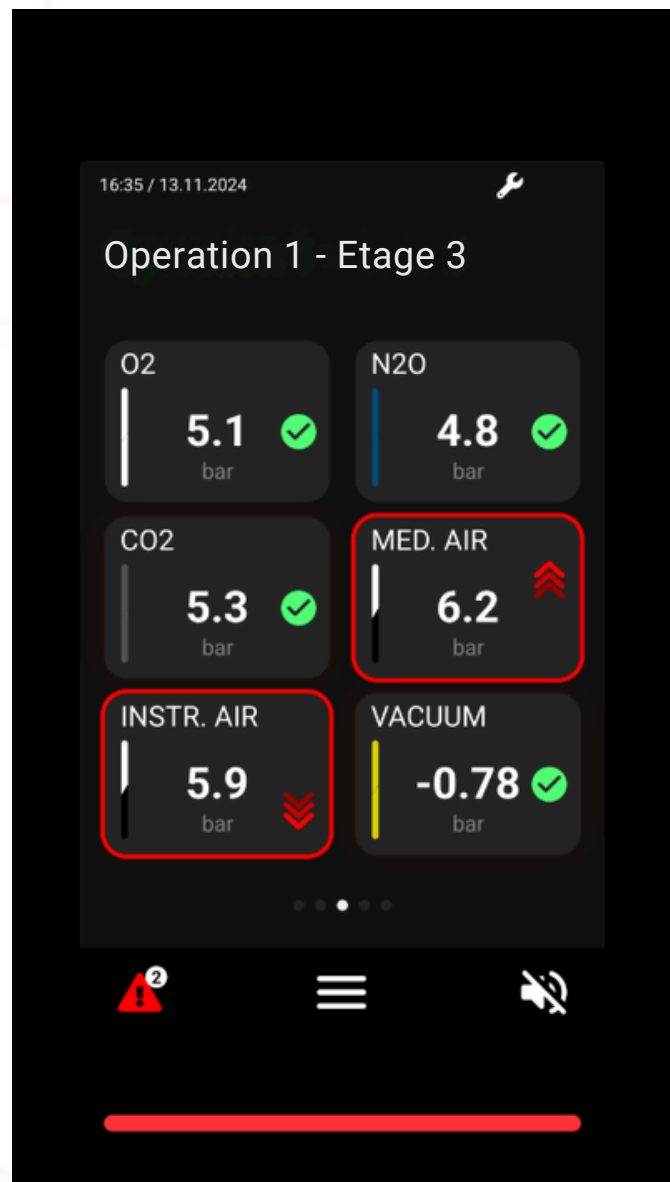 16:35 / 13.11.2024
Operation 1 - Etage 3
O2
5.1
bar
N2O
4.8
bar
CO2
5.3
bar
MED. AIR
6.2
bar
INSTR. AIR
5.9
bar
VACUUM
-0.78
bar
2